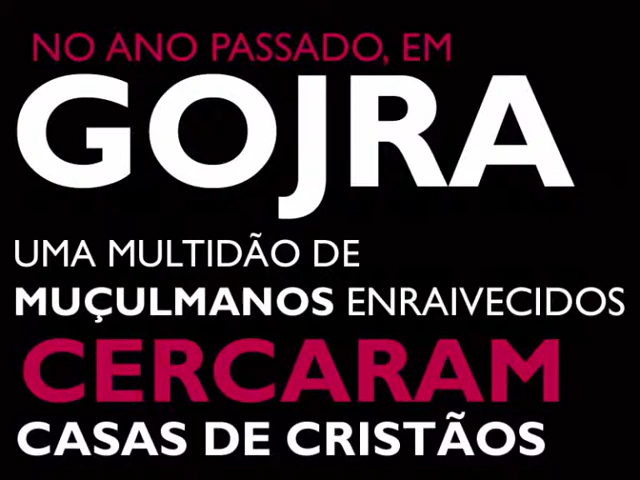 NO ANO PASSADO, EM
GOJRA
UMA MULTIDÃO DE
MUÇULMANOS ENRAIVECIDOS
CERCARAM
CASAS DE CRISTÃOS